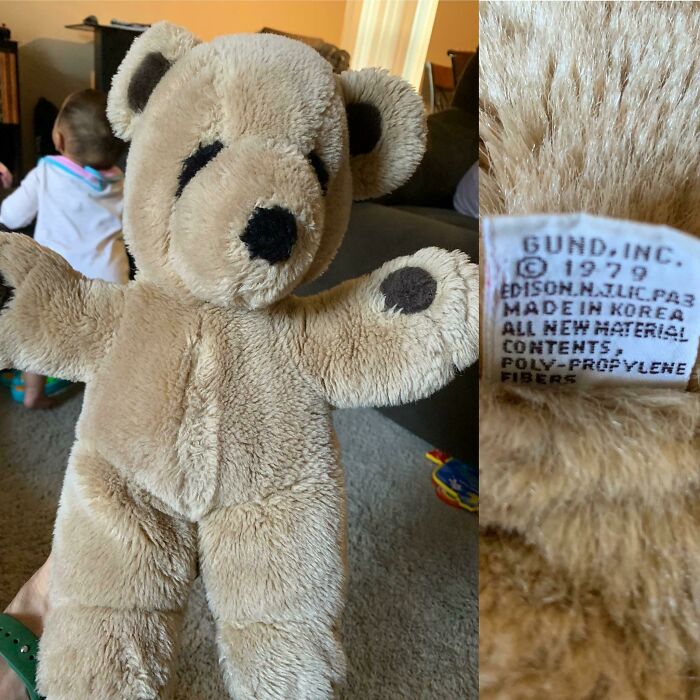 GUND, INC.
© 1979
EDISON.N.J.LIC.PA3
MADE IN KOREA
ALL NEW MATERIAL
CONTENTS,
POLY-PROPYLENE
FIBERS